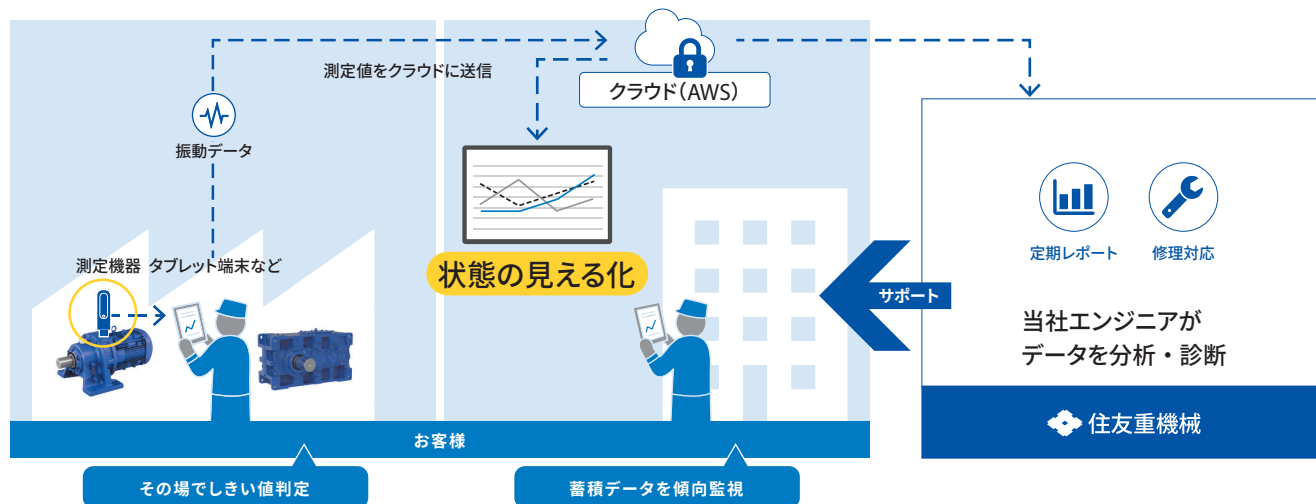 測定値をクラウドに送信
クラウド（AWS）
振動データ
測定機器 タブレット端末など
状態の見える化
定期レポート
修理対応
サポート
当社エンジニアが
データを分析・診断
お客様
住友重機械
その場でしきい値判定
蓄積データを傾向監視